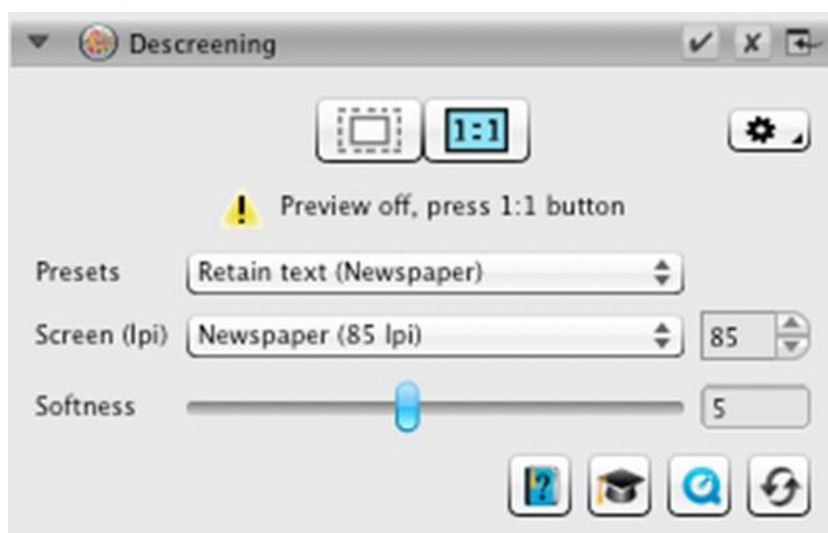 Descreening
1:1
Preview off, press 1:1 button
Presets Retain text (Newspaper)
Screen (lpi) Newspaper (85 lpi) 85
Softness 5
?